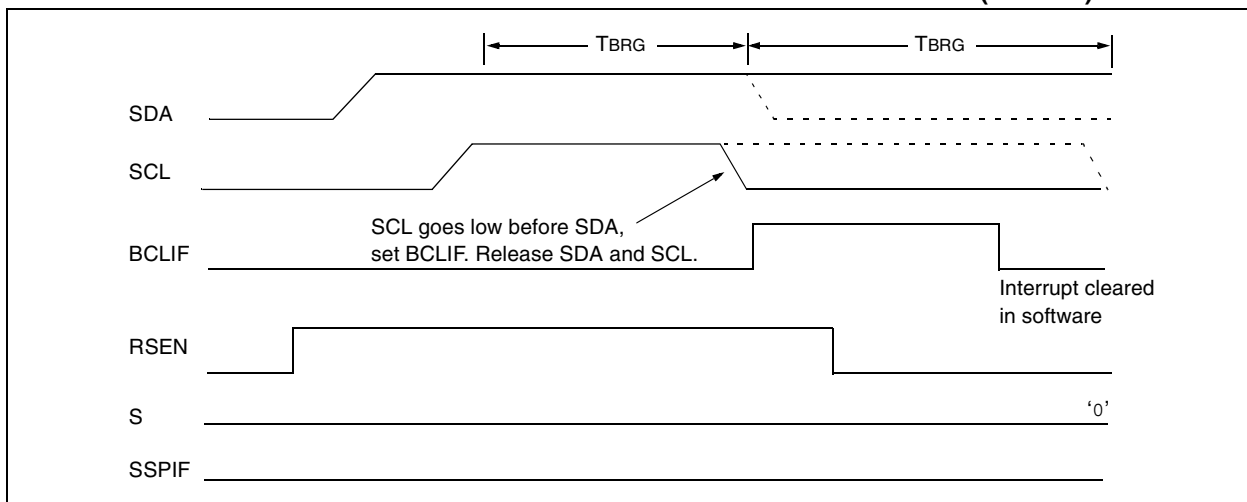 TBRG
TBRG
SDA
SCL
SCL goes low before SDA,
set BCLIF. Release SDA and SCL.
BCLIF
Interrupt cleared
in software
RSEN
S
‘0’
SSPIF